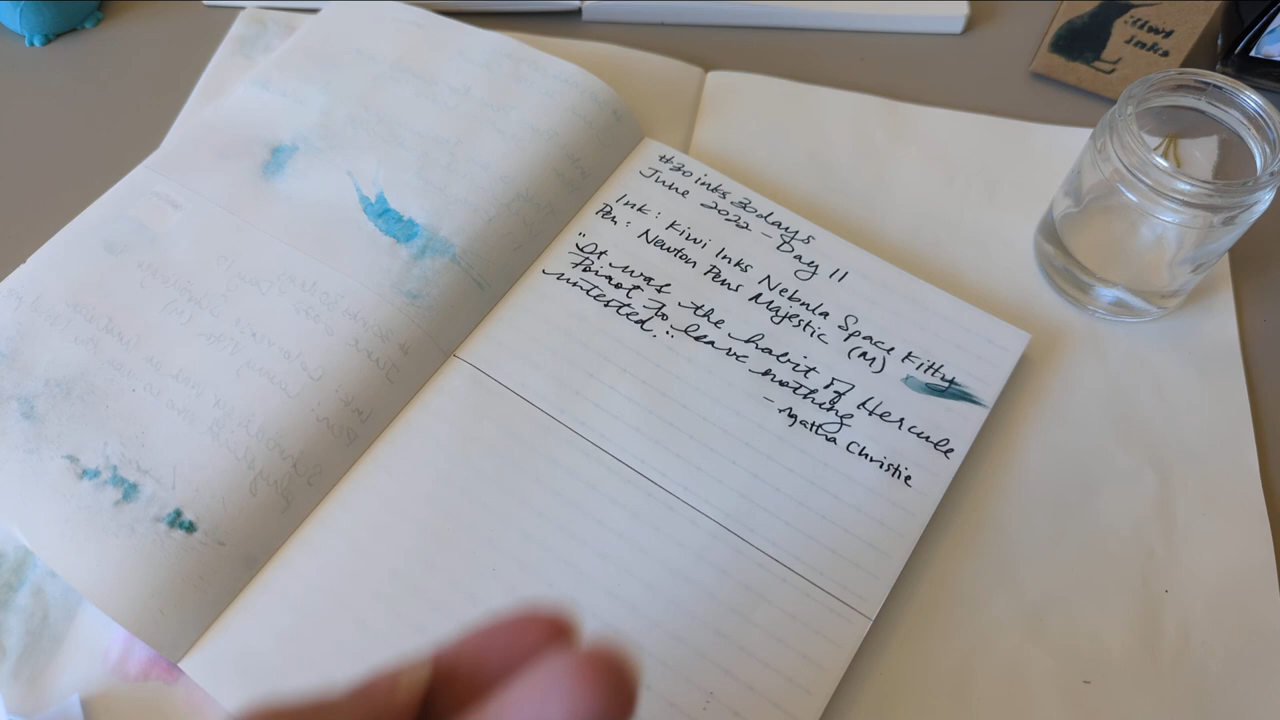 #30inks30days
June 2022 - Day 11
Ink: Kiwi Inks Nebula Space Kitty
Pen: Newton Pens Majestic (M)
"It was the habit of Hercule
Poirot to leave nothing
untested."
- Agatha Christie
kiwi
inks